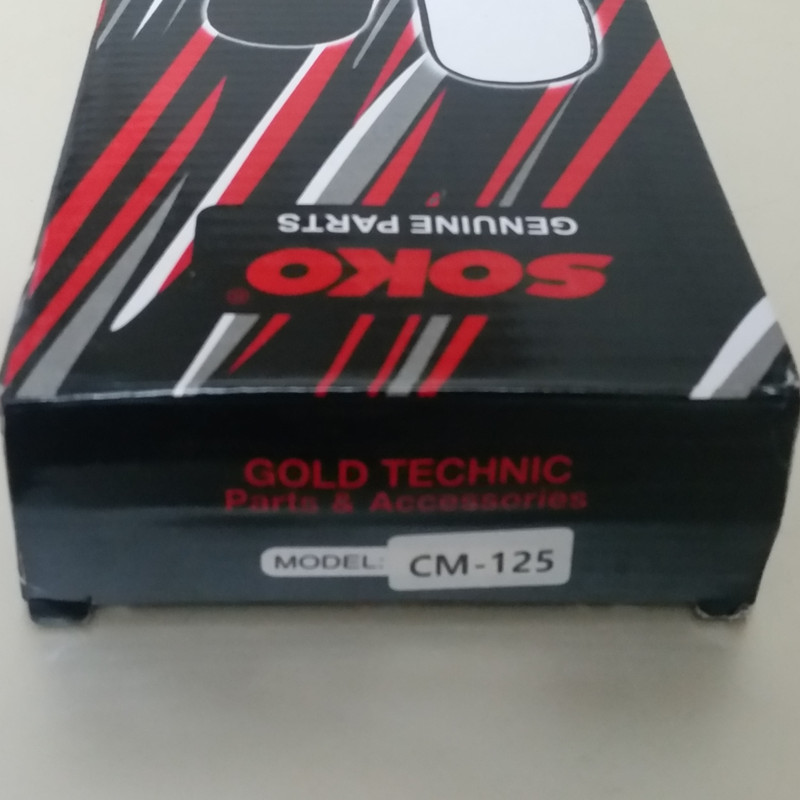 GENUINE PARTS
SOKO®
GOLD TECHNIC
Parts & Accessories
MODEL: CM-125